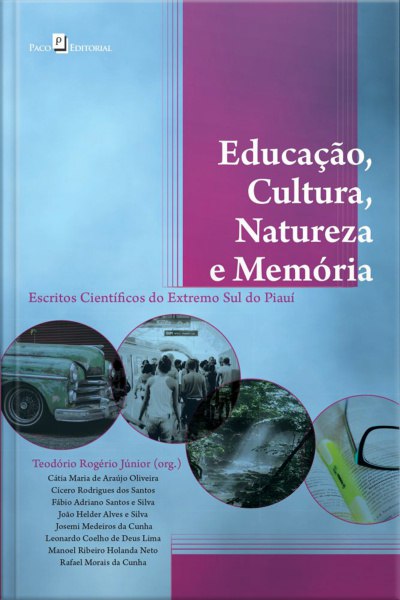 PACO EDITORIAL
Educação,
Cultura,
Natureza
e Memória
Escritos Científicos do Extremo Sul do Piauí
Teodório Rogério Júnior (org.)
Cátia Maria de Araújo Oliveira
Cicero Rodrigues dos Santos
Fábio Adriano Santos e Silva
João Helder Alves e Silva
Josemi Medeiros da Cunha
Leonardo Coelho de Deus Lima
Manoel Ribeiro Holanda Neto
Rafael Morais da Cunha